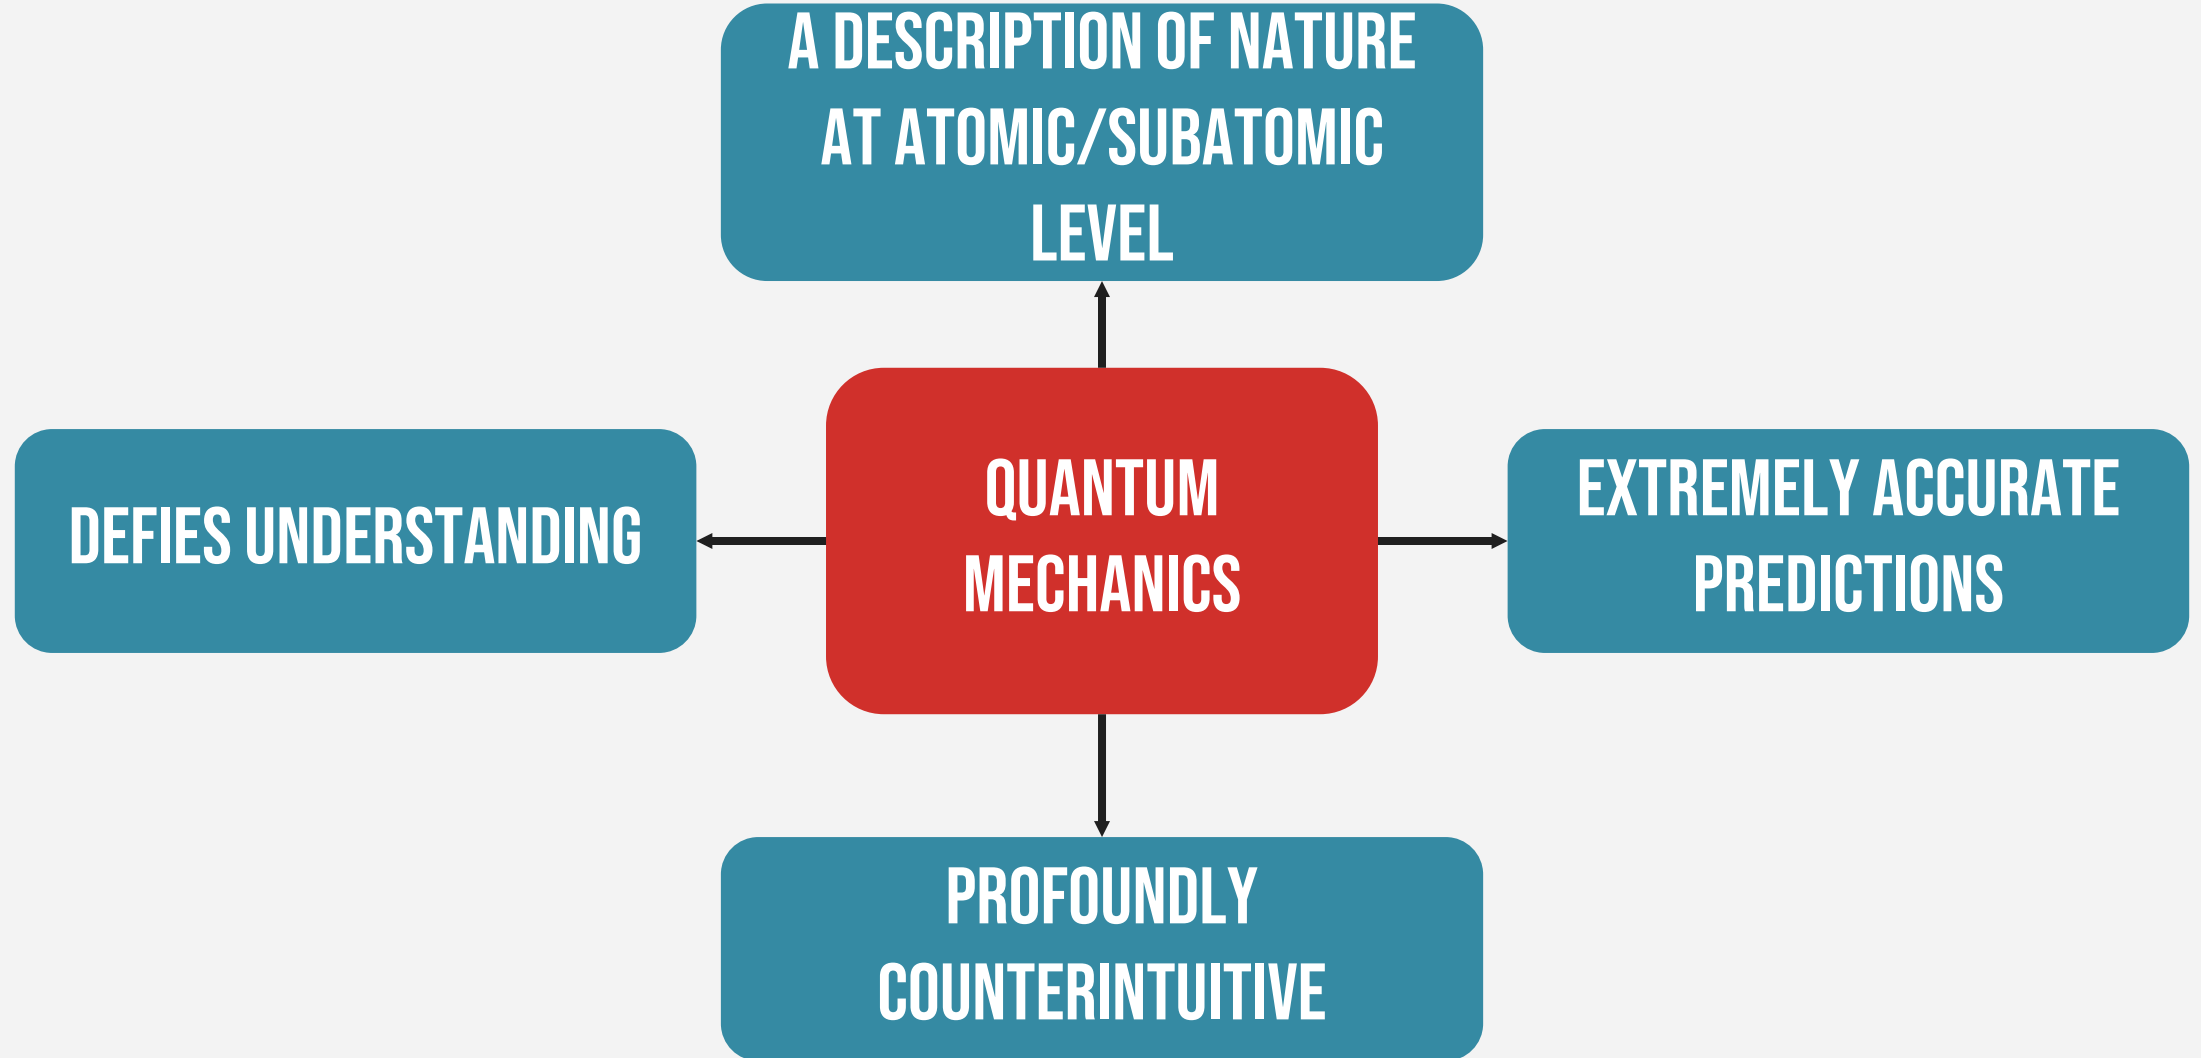 A DESCRIPTION OF NATURE
AT ATOMIC/SUBATOMIC
LEVEL
DEFIES UNDERSTANDING
QUANTUM
MECHANICS
EXTREMELY ACCURATE
PREDICTIONS
PROFOUNDLY
COUNTERINTUITIVE